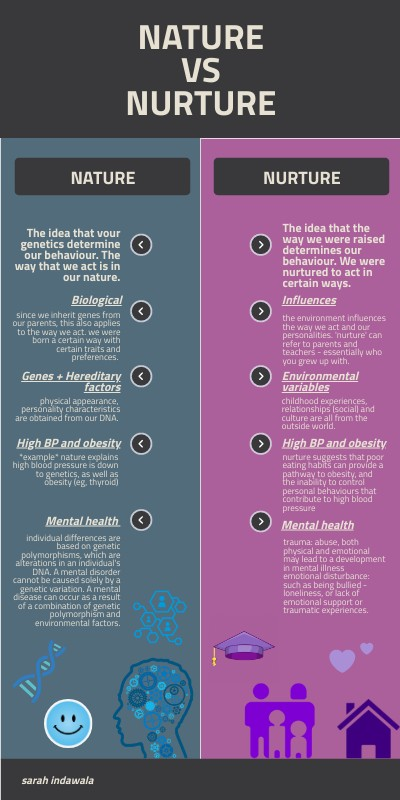 NATURE
VS
NURTURE
NATURE
The idea that your
genetics determine
our behaviour. The
way that we act is in
our nature.
Biological
since we inherit genes from
our parents, this also applies
to the way we act. we were
born a certain way with
certain traits and
preferences.
Genes + Hereditary
factors
physical appearance,
personality characteristics
are obtained from our DNA.
High BP and obesity
*example* nature explains
high blood pressure is down
to genetics, as well as
obesity (eg, thyroid)
Mental health
individual differences are
based on genetic
polymorphisms, which are
alterations in an individual's
DNA. A mental disorder
cannot be caused solely by a
genetic variation. A mental
disease can occur as a result
of a combination of genetic
polymorphism and
environmental factors.
NURTURE
The idea that the
way we were raised
determines our
behaviour. We were
nurtured to act in
certain ways.
Influences
the environment influences
the way we act and our
personalities. 'nurture' can
refer to parents and
teachers - essentially who
you grew up with.
Environmental
variables
childhood experiences,
relationships (social) and
culture are all from the
outside world.
High BP and obesity
nurture suggests that poor
eating habits can provide a
pathway to obesity, and
the inability to control
personal behaviours that
contribute to high blood
pressure
Mental health
trauma: abuse, both
physical and emotional
may lead to a development
in mental illness
emotional disturbance:
such as being bullied -
loneliness, or lack of
emotional support or
traumatic experiences.
sarah indawala